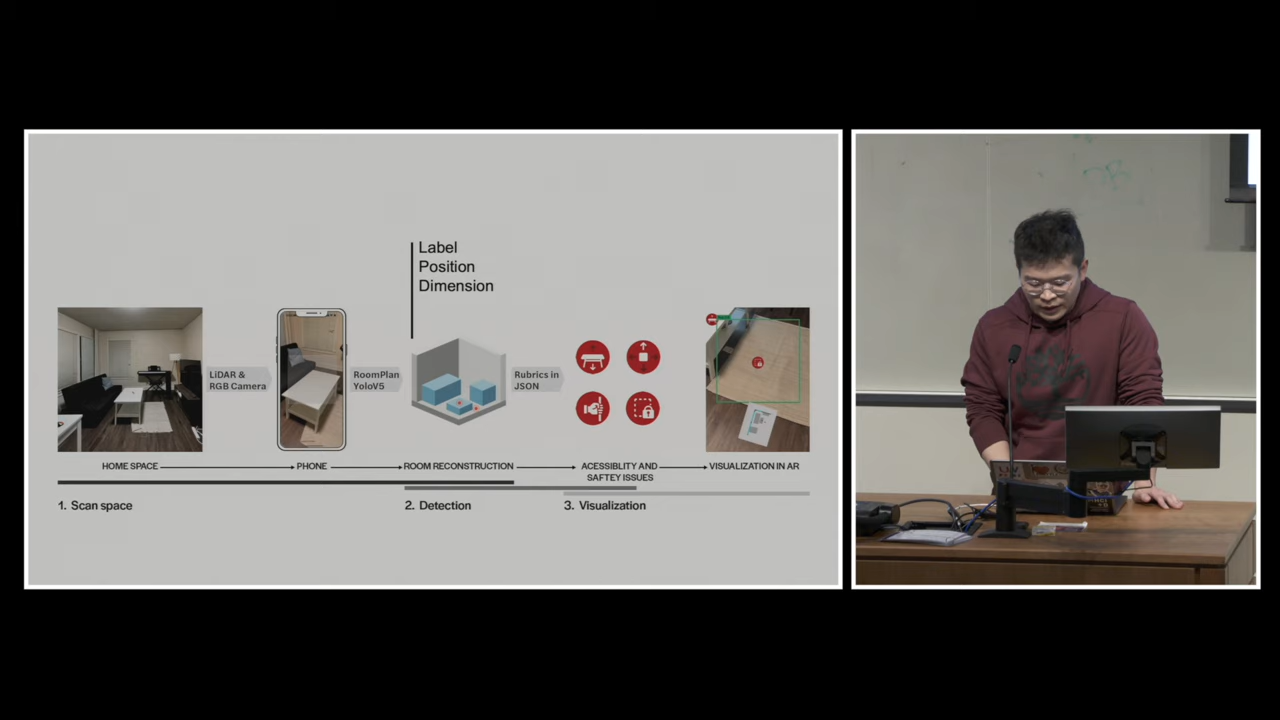 Label
Position
Dimension
LiDAR &
RGB Camera
RoomPlan
YoloV5
Rubrics in
JSON
HOME SPACE
PHONE
ROOM RECONSTRUCTION
ACESSIBLITY AND
SAFTEY ISSUES
VISUALIZATION IN AR
1. Scan space
2. Detection
3. Visualization